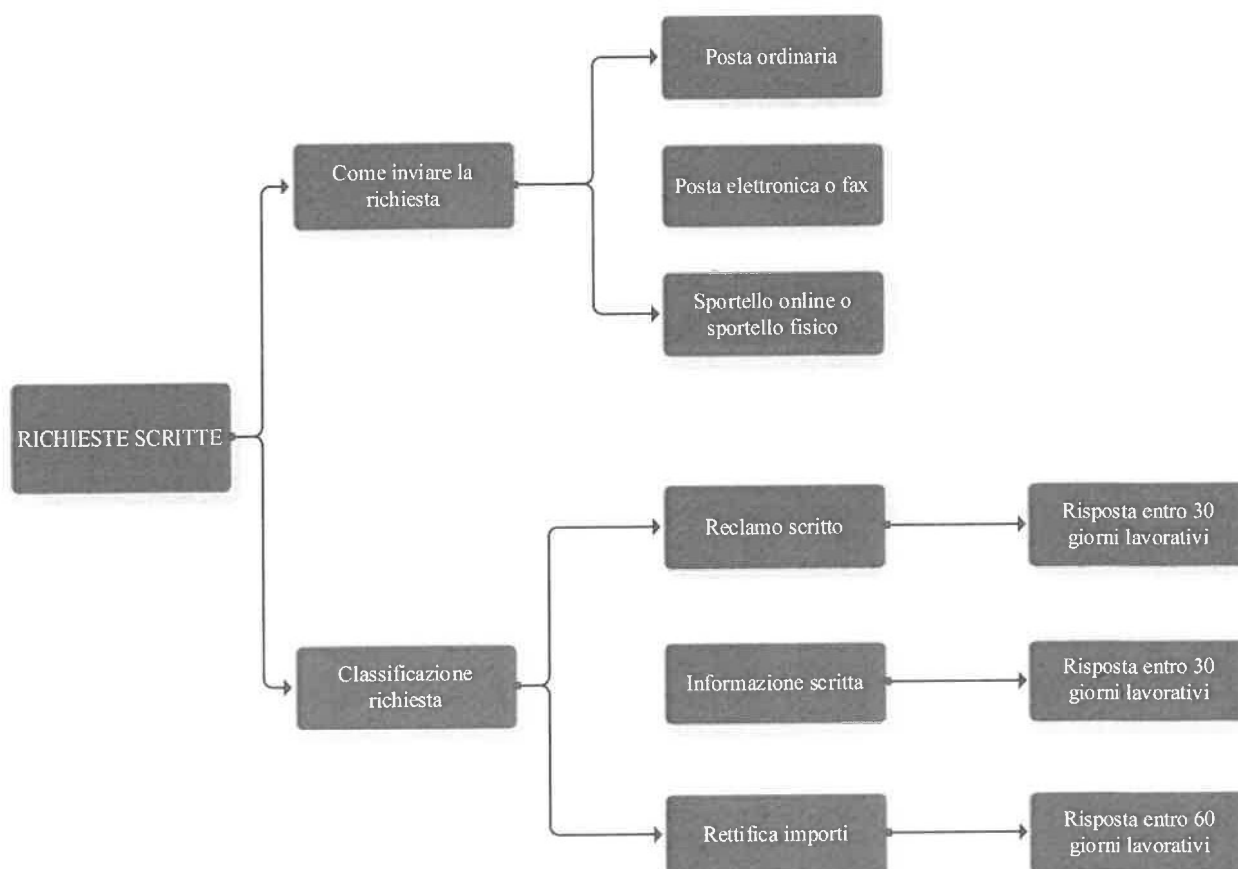 Posta ordinaria
Come inviare la
richiesta
Posta elettronica o fax
Sportello online o
sportello fisico
RICHIESTE SCRITTE
Reclamo scritto
Risposta entro 30
giorni lavorativi
Classificazione
richiesta
Informazione scritta
Risposta entro 30
giorni lavorativi
Rettifica importi
Risposta entro 60
giorni lavorativi